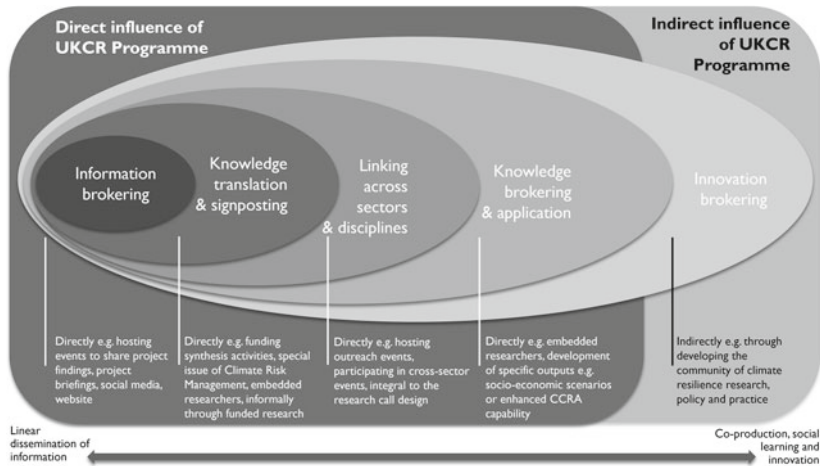 Direct influence of
UKCR Programme
Indirect influence
of UKCR
Programme
Information
brokering
Knowledge
translation
& signposting
Linking
across
sectors
& disciplines
Knowledge
brokering
& application
Innovation
brokering
Directly e.g. hosting
events to share project
findings, project
briefings, social media,
website
Directly e.g. funding
synthesis activities, special
issue of Climate Risk
Management, embedded
researchers, informally
through funded research
Directly e.g. hosting
outreach events,
participating in cross-sector
events, integral to the
research call design
Directly e.g. embedded
researchers, development
of specific outputs e.g.
socio-economic scenarios
or enhanced CCRA
capability
Indirectly e.g. through
developing the
community of climate
resilience research,
policy and practice
Linear
dissemination of
information
Co-production, social
learning and
innovation